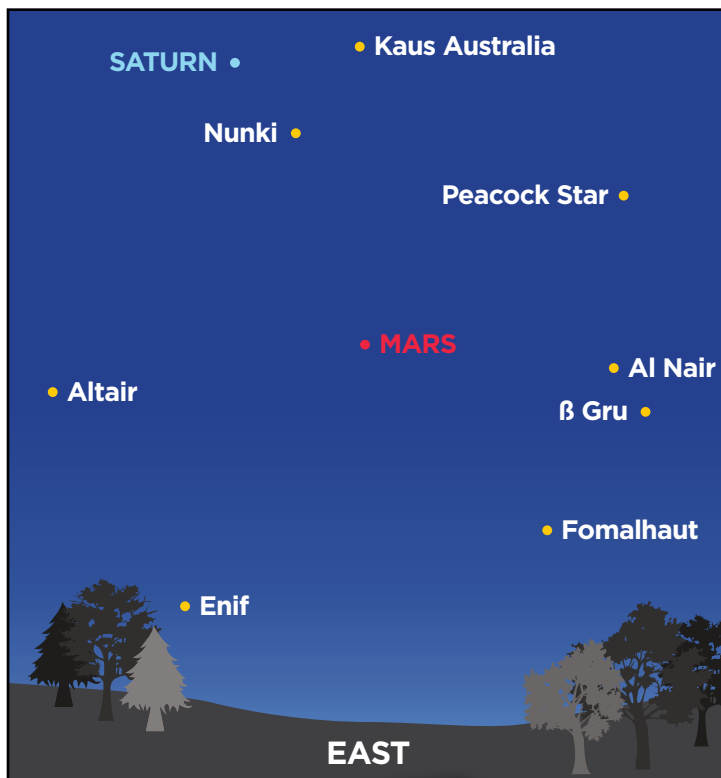 Kaus Australia
SATURN
Nunki
Peacock Star
MARS
Al Nair
Altair
ß Gru
Fomalhaut
Enif
EAST